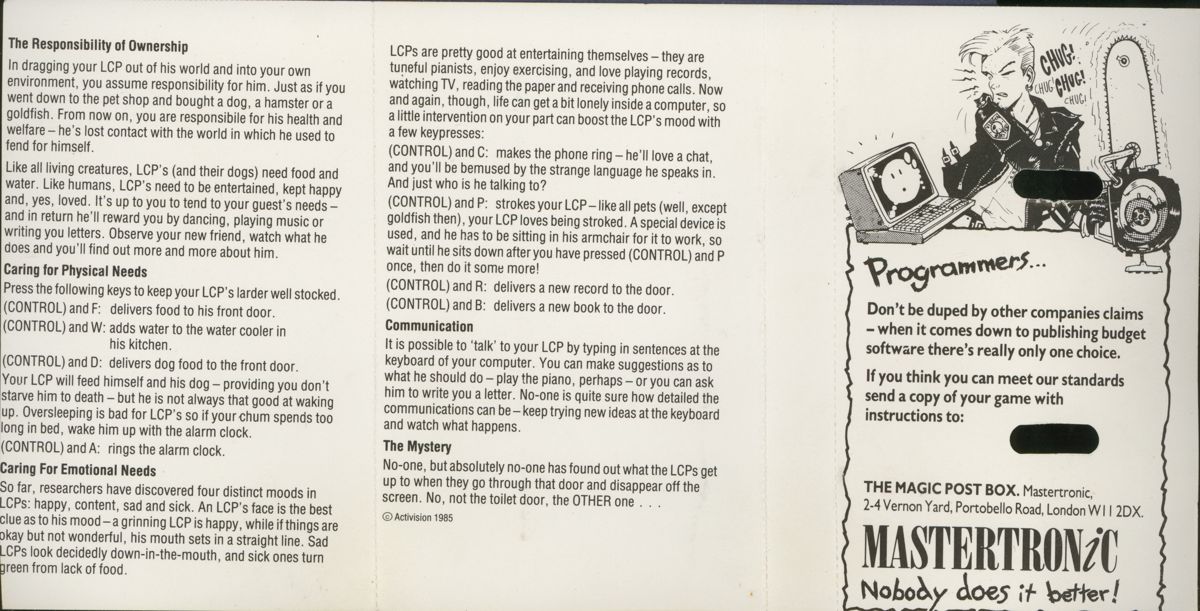 The Responsibility of Ownership
In dragging your LCP out of his world and into your own
environment, you assume responsibility for him. Just as if you
went down to the pet shop and bought a dog, a hamster or a
goldfish. From now on, you are responsibile for his health and
welfare – he's lost contact with the world in which he used to
fend for himself.
Like all living creatures, LCP's (and their dogs) need food and
water. Like humans, LCP's need to be entertained, kept happy
and, yes, loved. It's up to you to tend to your guest's needs –
and in return he'll reward you by dancing, playing music or
writing you letters. Observe your new friend, watch what he
does and you'll find out more and more about him.
Caring for Physical Needs
Press the following keys to keep your LCP's larder well stocked.
(CONTROL) and F: delivers food to his front door.
(CONTROL) and W: adds water to the water cooler in
his kitchen.
(CONTROL) and D: delivers dog food to the front door.
Your LCP will feed himself and his dog – providing you don't
starve him to death – but he is not always that good at waking
up. Oversleeping is bad for LCP's so if your chum spends too
long in bed, wake him up with the alarm clock.
(CONTROL) and A: rings the alarm clock.
Caring For Emotional Needs
So far, researchers have discovered four distinct moods in
LCPs: happy, content, sad and sick. An LCP's face is the best
clue as to his mood – a grinning LCP is happy, while if things are
okay but not wonderful, his mouth sets in a straight line. Sad
LCPs look decidedly down-in-the-mouth, and sick ones turn
green from lack of food.
LCPs are pretty good at entertaining themselves – they are
tuneful pianists, enjoy exercising, and love playing records,
watching TV, reading the paper and receiving phone calls. Now
and again, though, life can get a bit lonely inside a computer, so
a little intervention on your part can boost the LCP's mood with
a few keypresses:
(CONTROL) and C: makes the phone ring – he'll love a chat,
and you'll be bemused by the strange language he speaks in.
And just who is he talking to?
(CONTROL) and P: strokes your LCP – like all pets (well, except
goldfish then), your LCP loves being stroked. A special device is
used, and he has to be sitting in his armchair for it to work, so
wait until he sits down after you have pressed (CONTROL) and P
once, then do it some more!
(CONTROL) and R: delivers a new record to the door.
(CONTROL) and B: delivers a new book to the door.
Communication
It is possible to 'talk' to your LCP by typing in sentences at the
keyboard of your computer. You can make suggestions as to
what he should do – play the piano, perhaps – or you can ask
him to write you a letter. No-one is quite sure how detailed the
communications can be – keep trying new ideas at the keyboard
and watch what happens.
The Mystery
No-one, but absolutely no-one has found out what the LCPs get
up to when they go through that door and disappear off the
screen. No, not the toilet door, the OTHER one . . .
© Activision 1985
CHUG!
CHUG!
CHUG!
CHUG!
Programmers...
Don't be duped by other companies claims
– when it comes down to publishing budget
software there's really only one choice.
If you think you can meet our standards
send a copy of your game with
instructions to:
THE MAGIC POST BOX. Mastertronic,
2-4 Vernon Yard, Portobello Road, London W11 2DX.
MASTERTRONiC
Nobody does it better!